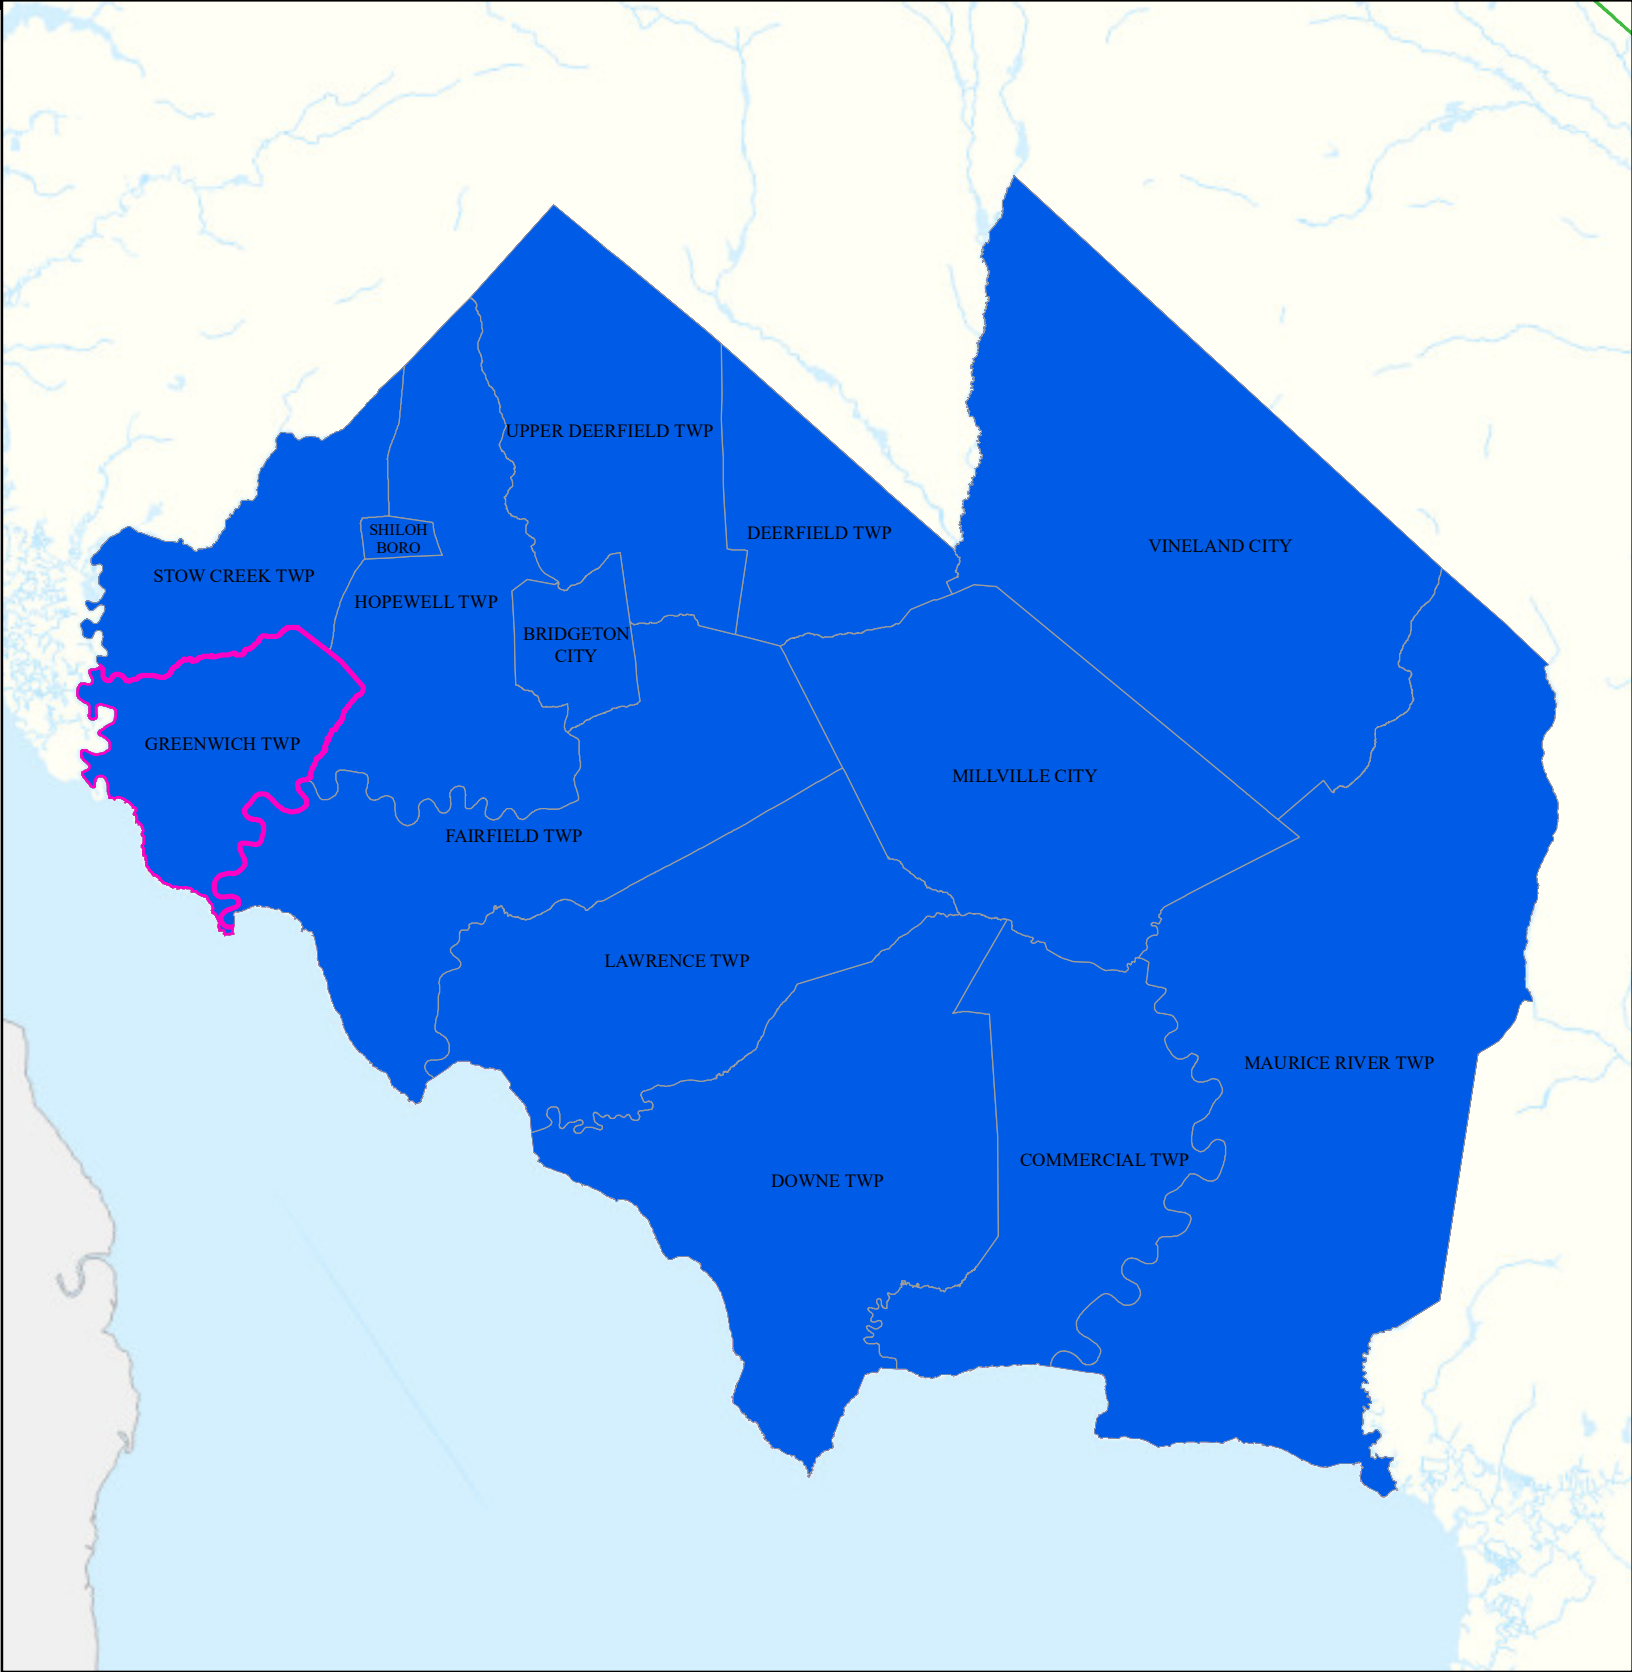 UPPER DEERFIELD TWP
SHILOH
BORO
DEERFIELD TWP
VINELAND CITY
STOW CREEK TWP
HOPEWELL TWP
BRIDGETON
CITY
GREENWICH TWP
MILLVILLE CITY
FAIRFIELD TWP
LAWRENCE TWP
MAURICE RIVER TWP
COMMERCIAL TWP
DOWNE TWP